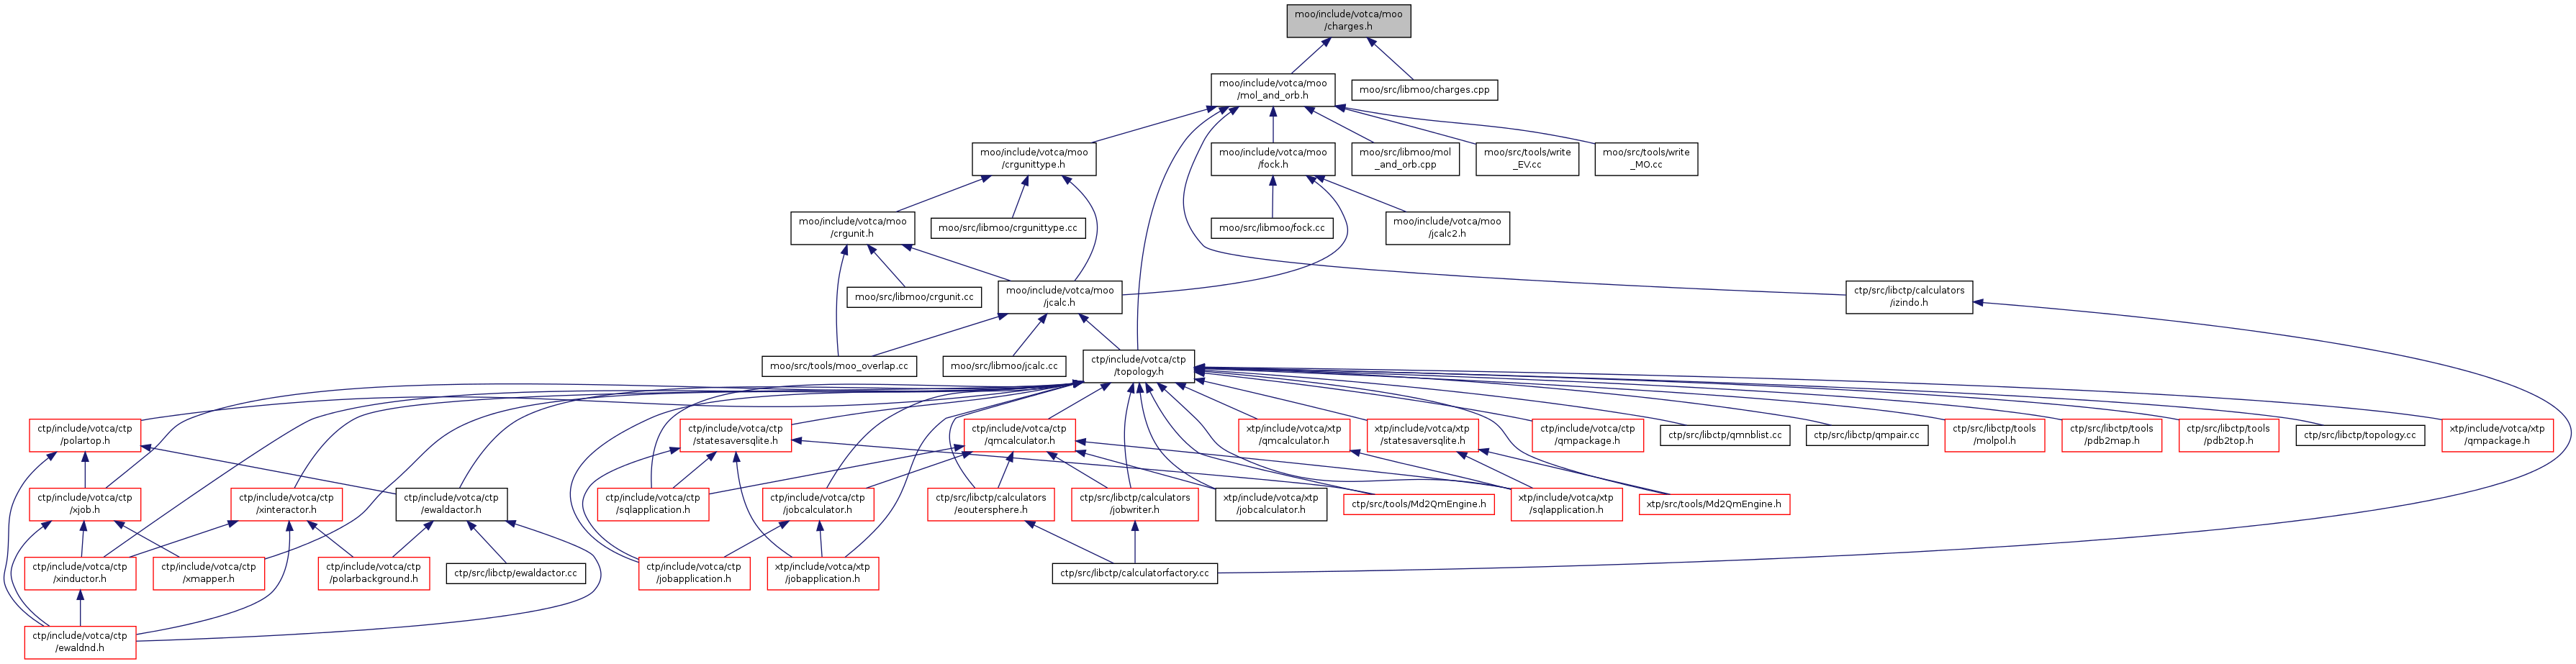 moo/include/votca/moo
/charges.h
moo/include/votca/moo
/mol_and_orb.h
moo/src/libmoo/charges.cpp
moo/include/votca/moo
/crgunittype.h
moo/include/votca/moo
/fock.h
moo/src/libmoo/mol
_and_orb.cpp
moo/src/tools/write
_EV.cc
moo/src/tools/write
_MO.cc
moo/include/votca/moo
/crgunit.h
moo/src/libmoo/crgunittype.cc
moo/src/libmoo/fock.cc
moo/include/votca/moo
/jcalc2.h
moo/src/libmoo/crgunit.cc
moo/include/votca/moo
/jcalc.h
ctp/src/libctp/calculators
/izindo.h
moo/src/tools/moo_overlap.cc
moo/src/libmoo/jcalc.cc
ctp/include/votca/ctp
/topology.h
ctp/include/votca/ctp
/polartop.h
ctp/include/votca/ctp
/statesaversqlite.h
ctp/include/votca/ctp
/qmcalculator.h
xtp/include/votca/xtp
/qmcalculator.h
xtp/include/votca/xtp
/statesaversqlite.h
ctp/include/votca/ctp
/qmpackage.h
ctp/src/libctp/qmnblist.cc
ctp/src/libctp/qmpair.cc
ctp/src/libctp/tools
/molpol.h
ctp/src/libctp/tools
/pdb2map.h
ctp/src/libctp/tools
/pdb2top.h
ctp/src/libctp/topology.cc
xtp/include/votca/xtp
/qmpackage.h
ctp/include/votca/ctp
/xjob.h
ctp/include/votca/ctp
/xinteractor.h
ctp/include/votca/ctp
/ewaldactor.h
ctp/include/votca/ctp
/sqlapplication.h
ctp/include/votca/ctp
/jobcalculator.h
ctp/src/libctp/calculators
/eoutersphere.h
ctp/src/libctp/calculators
/jobwriter.h
xtp/include/votca/xtp
/jobcalculator.h
ctp/src/tools/Md2QmEngine.h
xtp/include/votca/xtp
/sqlapplication.h
xtp/src/tools/Md2QmEngine.h
ctp/include/votca/ctp
/xinductor.h
ctp/include/votca/ctp
/xmapper.h
ctp/include/votca/ctp
/polarbackground.h
ctp/src/libctp/ewaldactor.cc
ctp/include/votca/ctp
/jobapplication.h
xtp/include/votca/xtp
/jobapplication.h
ctp/src/libctp/calculatorfactory.cc
ctp/include/votca/ctp
/ewaldnd.h